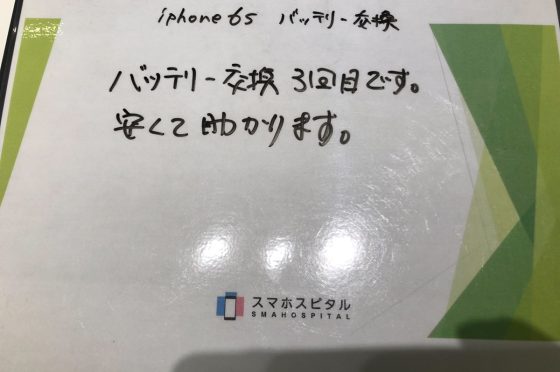 iphone 6s バッテリー交換
バッテリー交換 3回目です。
安くて助かります。
スマホスピタル
SMAHOSPITAL